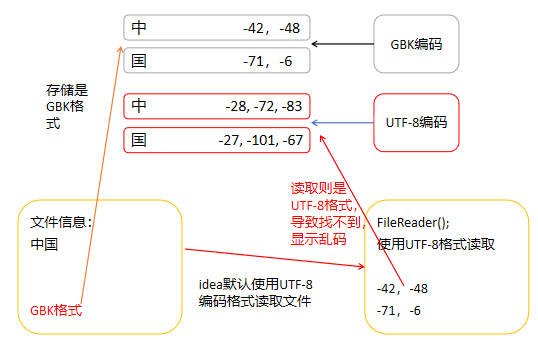 中 -42，-48
国 -71，-6
GBK编码
存储是
GBK格
式
中 -28, -72, -83
国 -27, -101, -67
UTF-8编码
读取则是
UTF-8格式，
导致找不到，
显示乱码
文件信息：
中国
GBK格式
idea默认使用UTF-8
编码格式读取文件
FileReader();
使用UTF-8格式读取
-42，-48
-71，-6